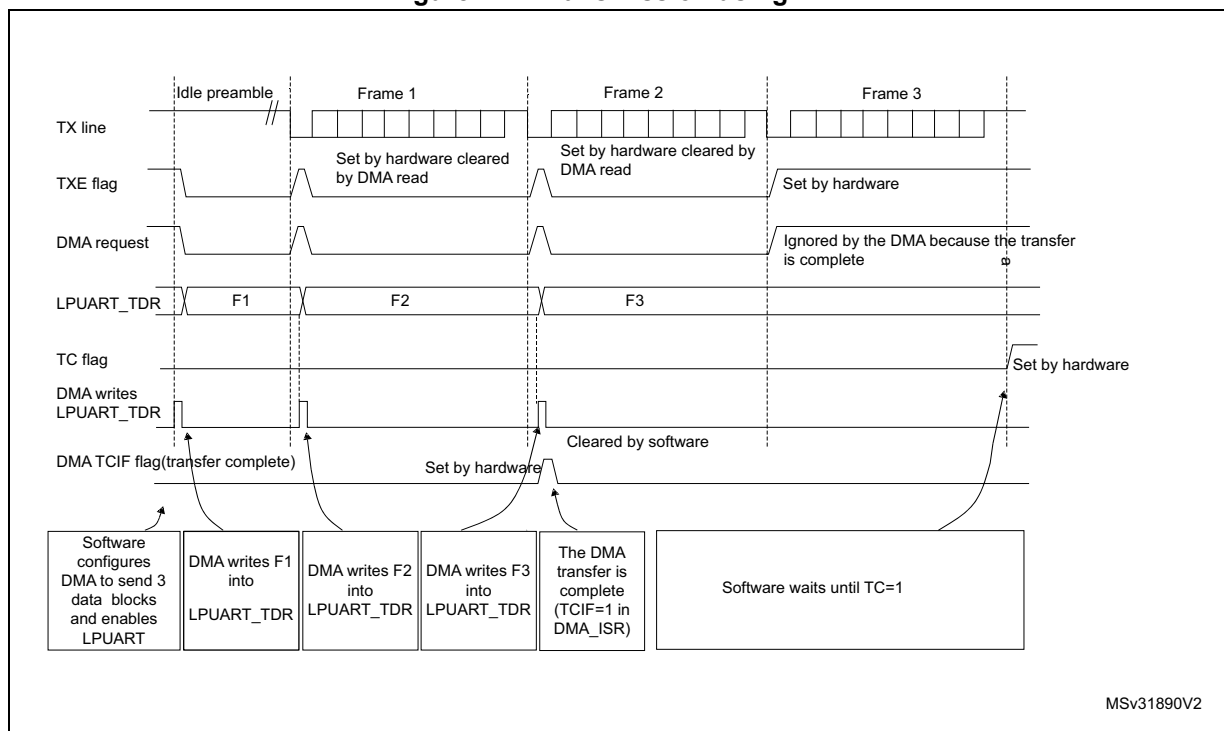 Idle preamble
Frame 1
Frame 2
Frame 3
TX line
Set by hardware cleared
by DMA read
Set by hardware cleared by
DMA read
TXE flag
Set by hardware
DMA request
Ignored by the DMA because the transfer
is complete
LPUART_TDR
F1
F2
F3
TC flag
Set by hardware
DMA writes
LPUART_TDR
Cleared by software
DMA TCIF flag(transfer complete)
Set by hardware
Software
configures
DMA to send 3
data blocks
and enables
LPUART
DMA writes F1
into
LPUART_TDR
DMA writes F2
into
LPUART_TDR
DMA writes F3
into
LPUART_TDR
The DMA
transfer is
complete
(TCIF=1 in
DMA_ISR)
Software waits until TC=1
MSv31890V2